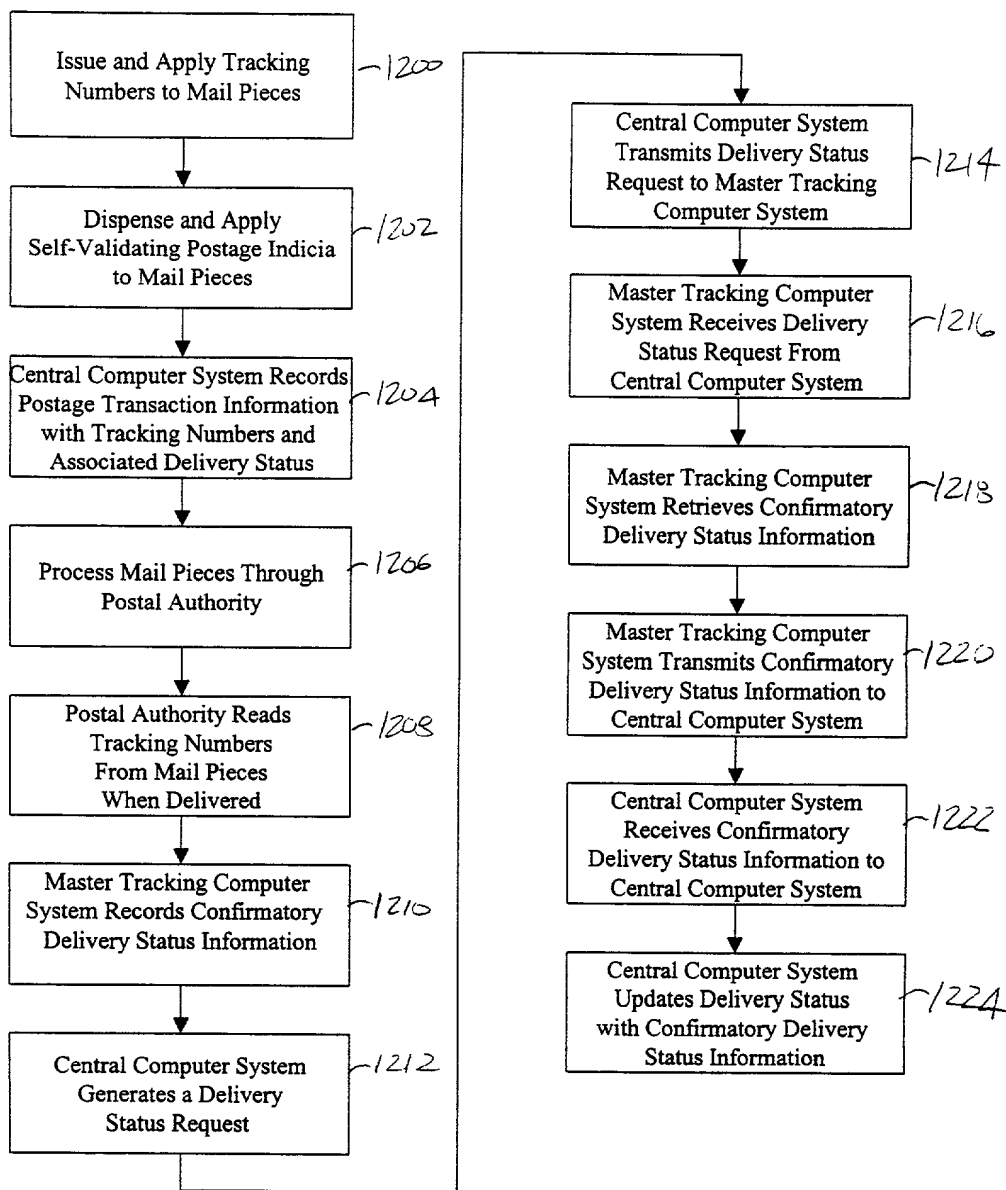 Issue and Apply Tracking
Numbers to Mail Pieces
1200
Dispense and Apply
Self-Validating Postage Indicia
to Mail Pieces
1202
Central Computer System Records
Postage Transaction Information
with Tracking Numbers and
Associated Delivery Status
1204
Process Mail Pieces Through
Postal Authority
1206
Postal Authority Reads
Tracking Numbers
From Mail Pieces
When Delivered
1208
Master Tracking Computer
System Records Confirmatory
Delivery Status Information
1210
Central Computer System
Generates a Delivery
Status Request
1212
Central Computer System
Transmits Delivery Status
Request to Master Tracking
Computer System
1214
Master Tracking Computer
System Receives Delivery
Status Request From
Central Computer System
1216
Master Tracking Computer
System Retrieves Confirmatory
Delivery Status Information
1218
Master Tracking Computer
System Transmits Confirmatory
Delivery Status Information to
Central Computer System
1220
Central Computer System
Receives Confirmatory
Delivery Status Information to
Central Computer System
1222
Central Computer System
Updates Delivery Status
with Confirmatory Delivery
Status Information
1224